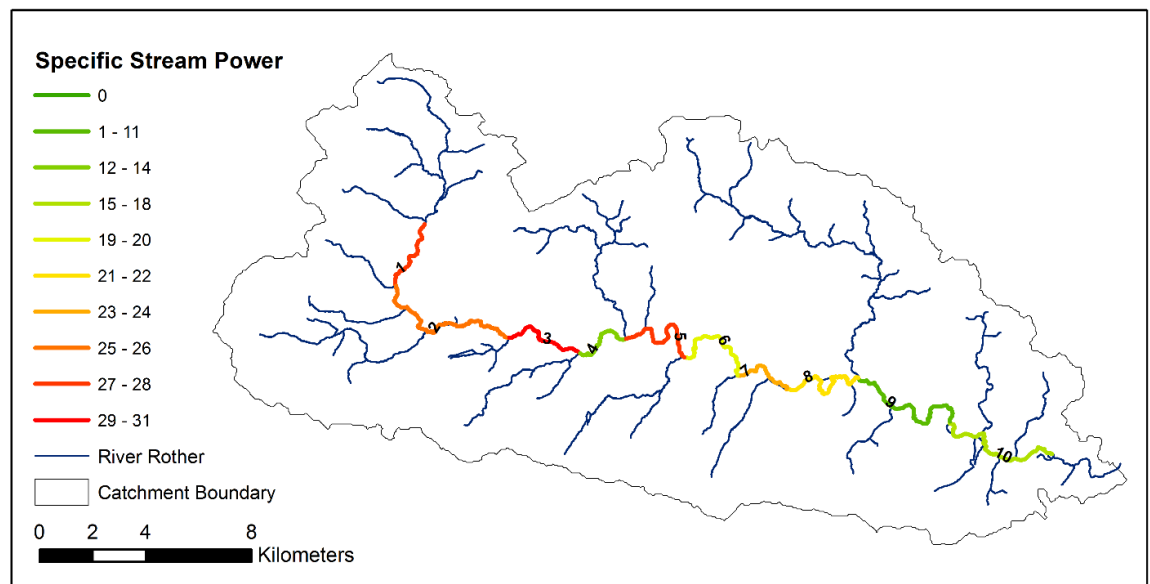 Specific Stream Power
0
1 - 11
12 - 14
15 - 18
19 - 20
21 - 22
23 - 24
25 - 26
27 - 28
29 - 31
River Rother
Catchment Boundary
0 2 4 8
Kilometers
1
2
3
4
5
6
7
8
9
10